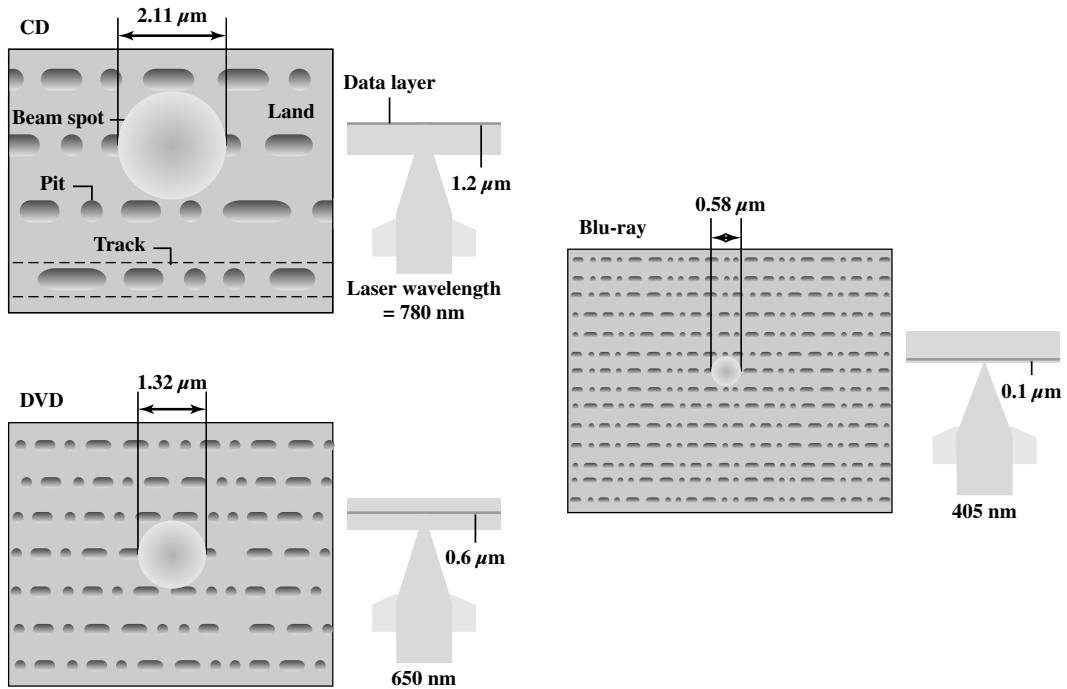 CD
2.11 μm
Data layer
Beam spot
Land
1.2 μm
Pit
Track
Laser wavelength
= 780 nm
DVD
1.32 μm
0.6 μm
650 nm
Blu-ray
0.58 μm
0.1 μm
405 nm